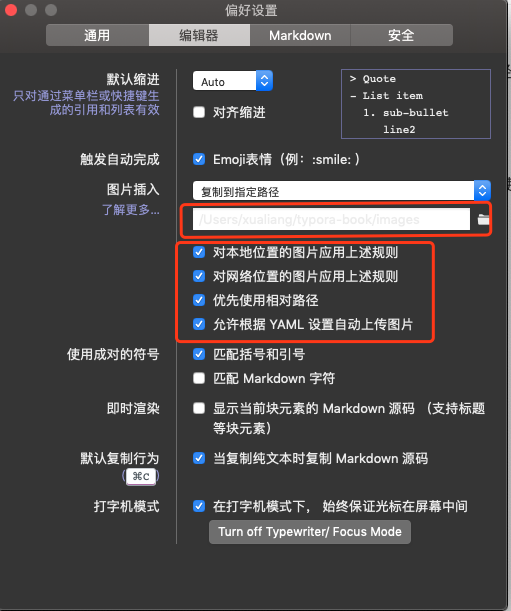 偏好设置
通用 编辑器 Markdown 安全
默认缩进 Auto
只对通过菜单栏或快捷键生
成的引用和列表有效
对齐缩进
> Quote
- List item
1. sub-bullet
line2
触发自动完成 Emoji表情（例：:smile: ）
图片插入 复制到指定路径
了解更多...
/Users/xualiang/typora-book/images
对本地位置的图片应用上述规则
对网络位置的图片应用上述规则
优先使用相对路径
允许根据 YAML 设置自动上传图片
使用成对的符号 匹配括号和引号
匹配 Markdown 字符
即时渲染 显示当前块元素的 Markdown 源码 （支持标题
等块元素）
默认复制行为 当复制纯文本时复制 Markdown 源码
(⌘C)
打字机模式 在打字机模式下， 始终保证光标在屏幕中间
Turn off Typewriter/ Focus Mode